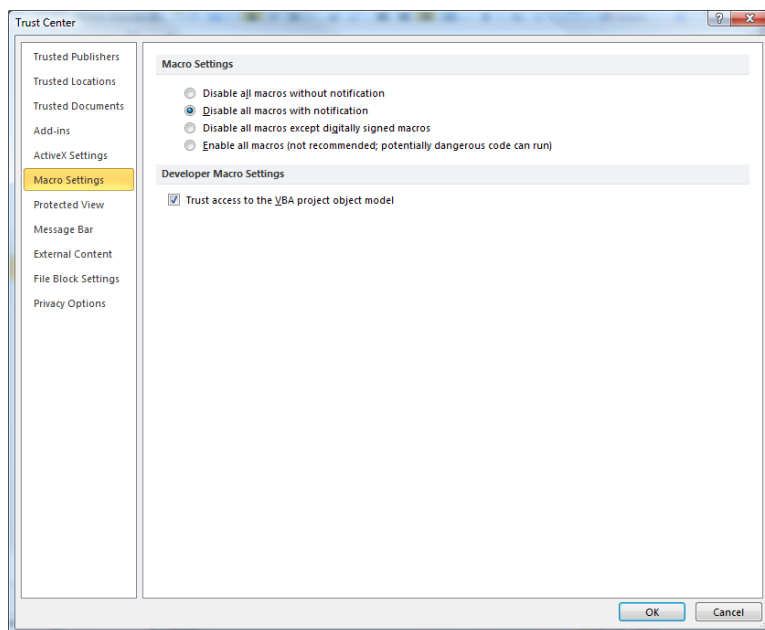 Trust Center
Trusted Publishers
Trusted Locations
Trusted Documents
Add-ins
ActiveX Settings
Macro Settings
Protected View
Message Bar
External Content
File Block Settings
Privacy Options
Macro Settings
Disable all macros without notification
Disable all macros with notification
Disable all macros except digitally signed macros
Enable all macros (not recommended; potentially dangerous code can run)
Developer Macro Settings
Trust access to the VBA project object model
OK
Cancel